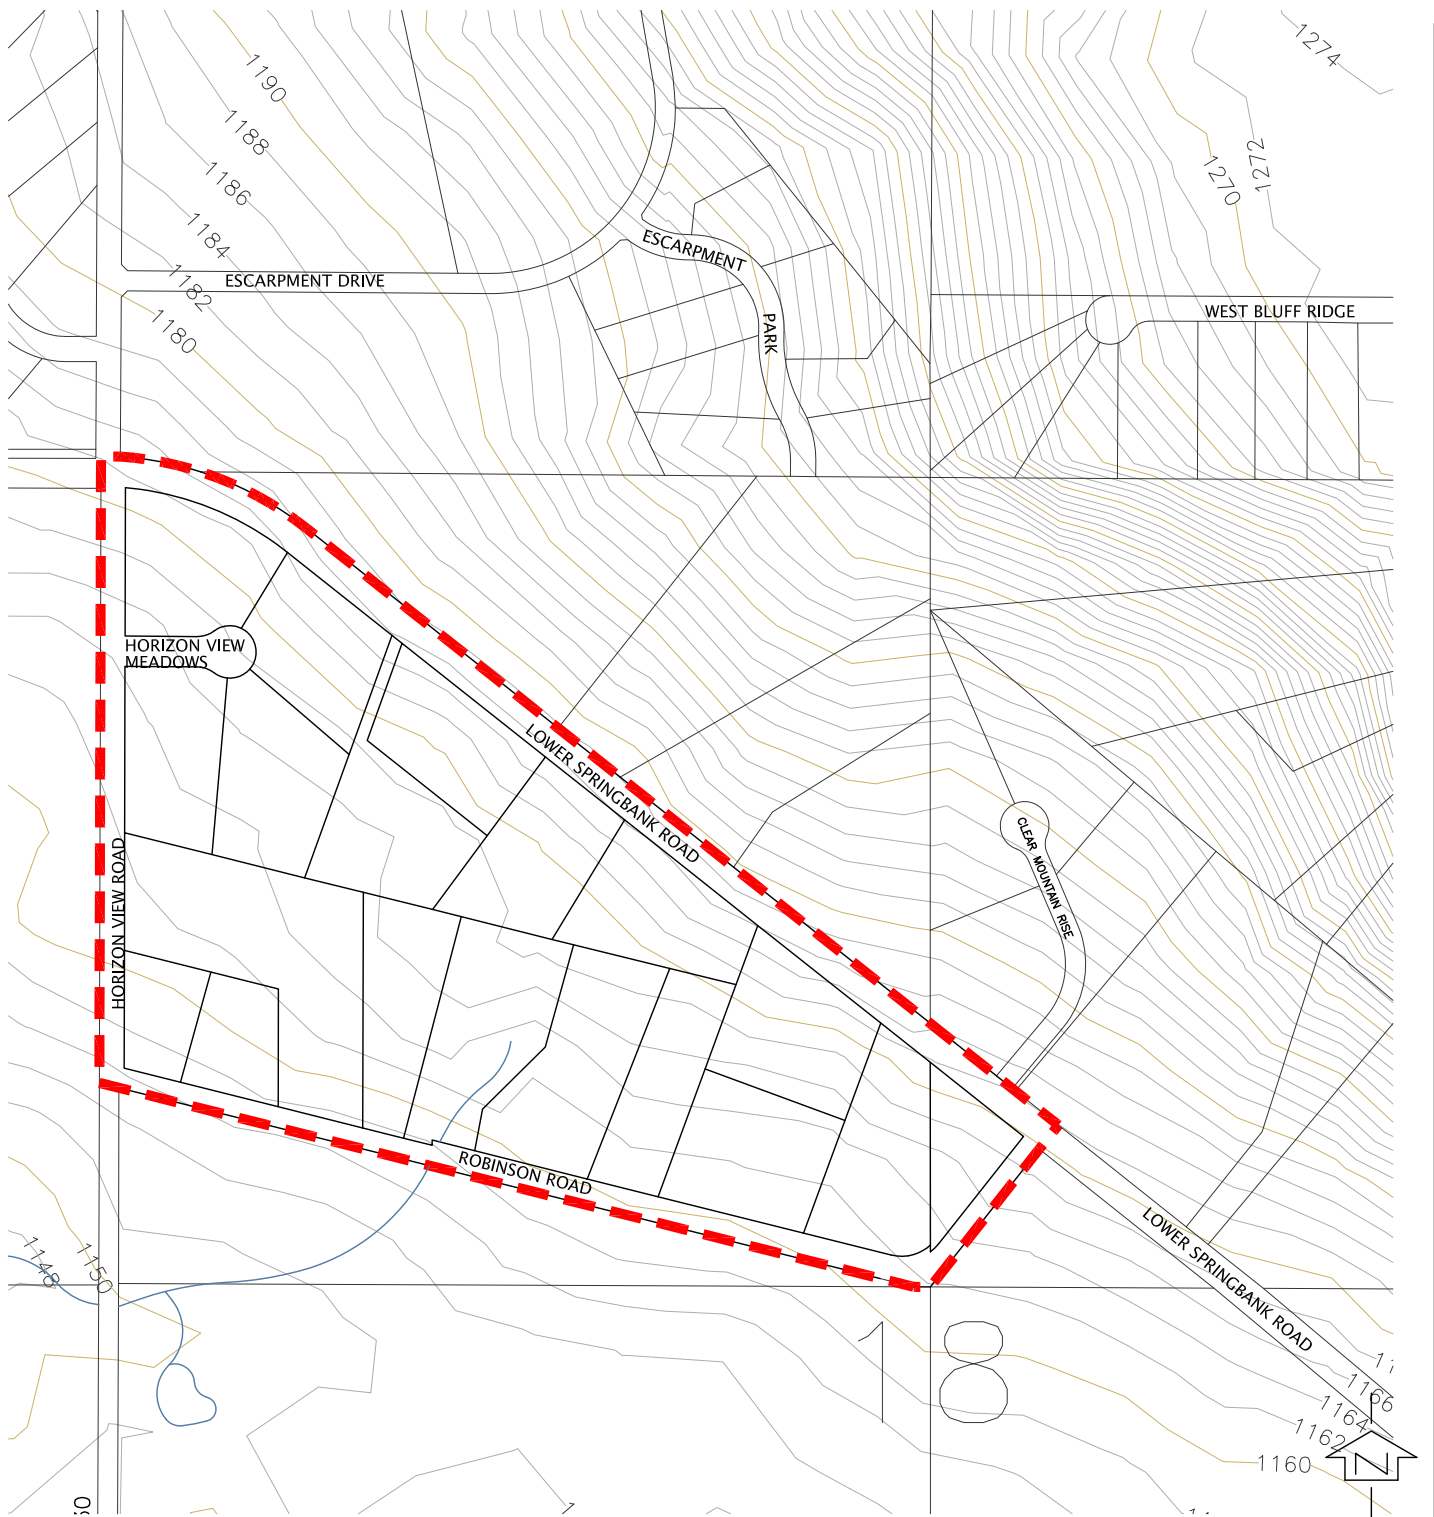 1274
1190
1188
1272
1270
1186
1184
ESCARPMENT
ESCARPMENT DRIVE
1182
WEST BLUFF RIDGE
1180
PARK
HORIZON VIEW
MEADOWS
LOWER SPRINGBANK ROAD
CLEAR MOUNTAIN RISE
HORIZON VIEW ROAD
ROBINSON ROAD
LOWER SPRINGBANK ROAD
1148
1150
18
1166
1164
1162
1160
N